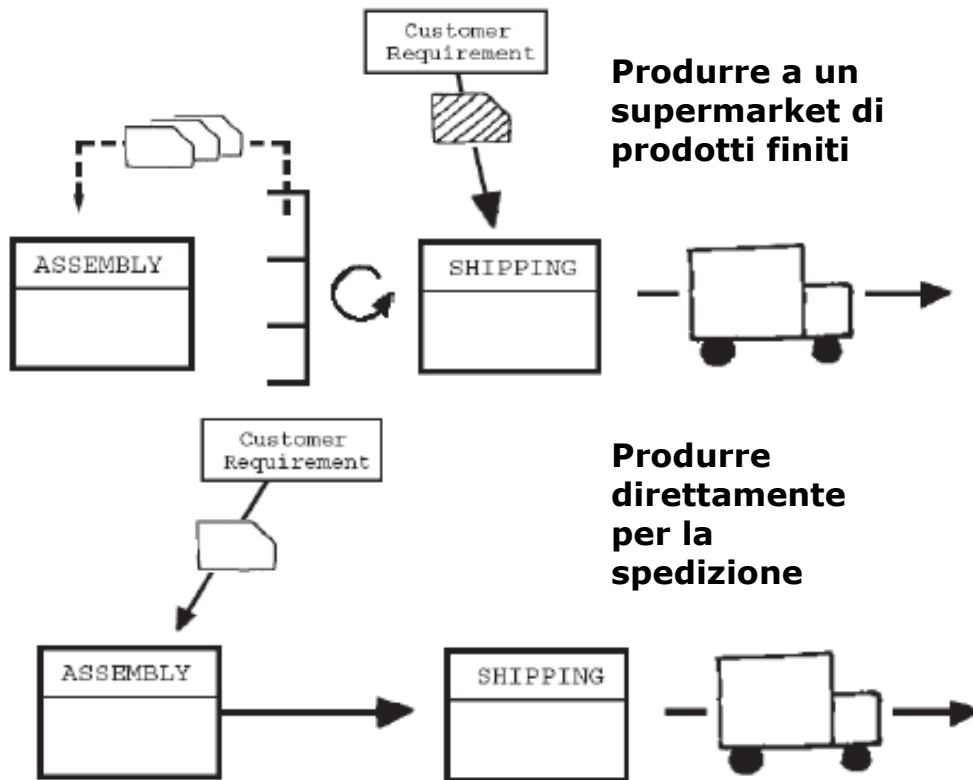 Customer
Requirement
Produrre a un
supermarket di
prodotti finiti
ASSEMBLY
SHIPPING
Customer
Requirement
Produrre
direttamente
per la
spedizione
ASSEMBLY
SHIPPING